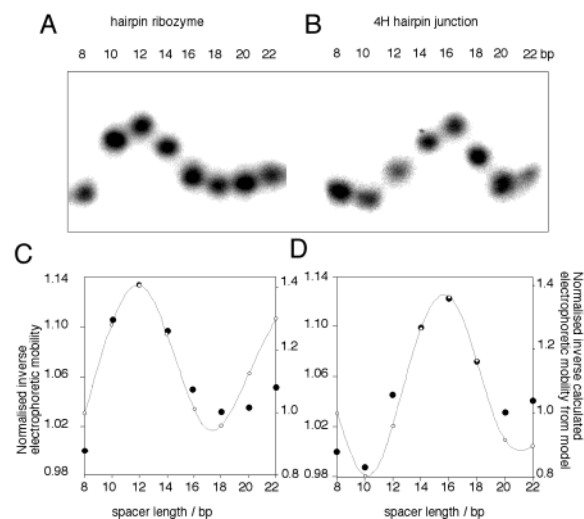 A hairpin ribozyme B 4H hairpin junction
8 10 12 14 16 18 20 22 8 10 12 14 16 18 20 22 bp
C D
1.14 1.14
1.10 1.10
1.06 1.06
1.02 1.02
0.98 0.98
1.4 1.4
1.2 1.2
1.0 1.0
0.8 0.8
Normalised inverse
electrophoretic mobility
Normalised inverse calculated
electrophoretic mobility from model
8 10 12 14 16 18 20 22 8 10 12 14 16 18 20 22
spacer length / bp spacer length / bp